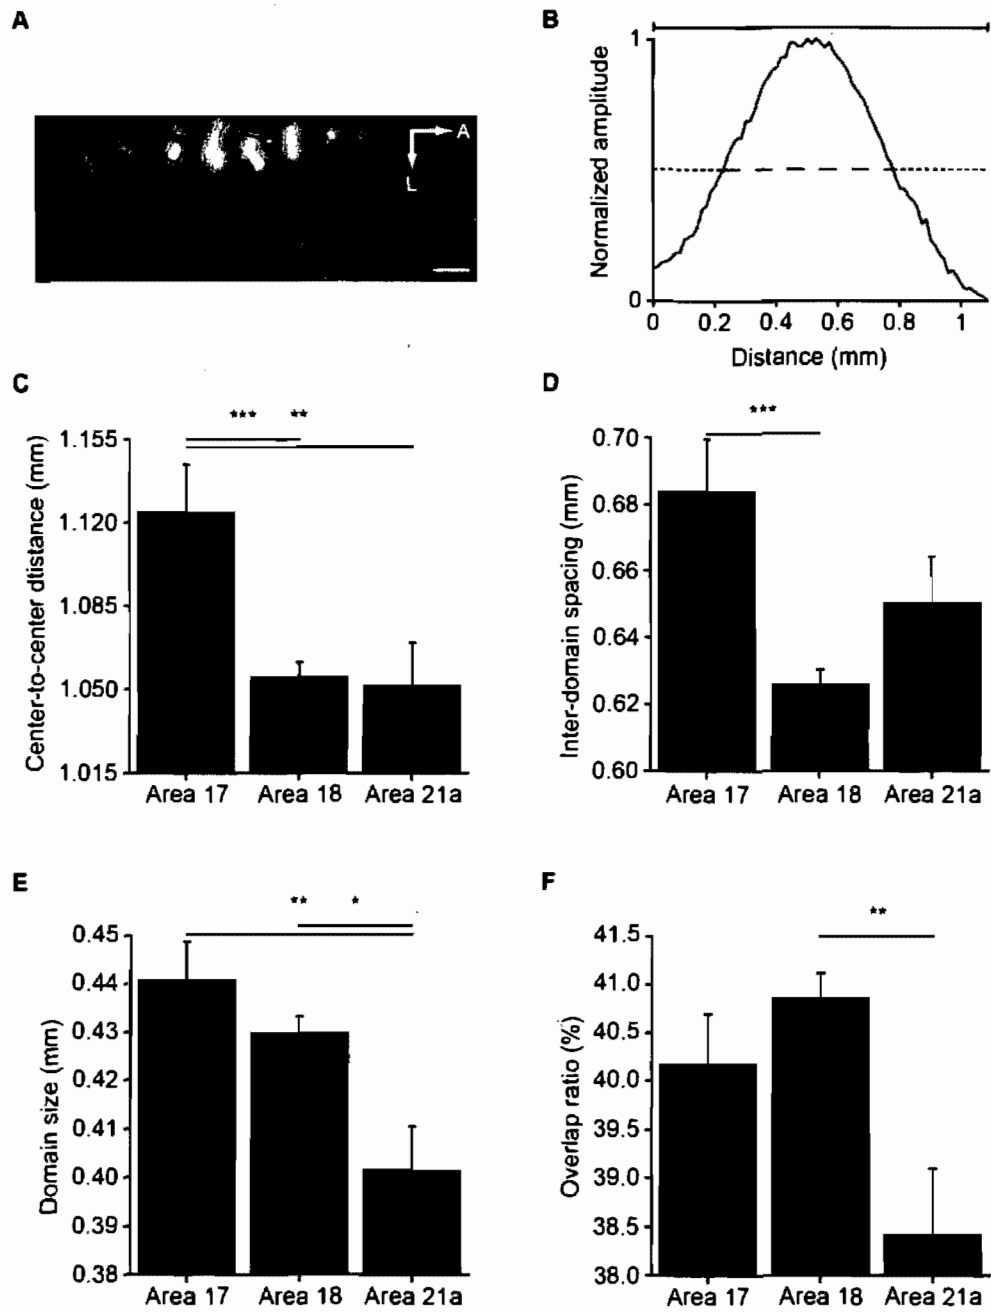 A
A
L
B
Normalized amplitude
1
0
0 0.2 0.4 0.6 0.8 1
Distance (mm)
C
*** **
Center-to-center dtistance (mm)
1.155
1.120
1.085
1.050
1.015
Area 17 Area 18 Area 21a
D
***
Inter-domain spacing (mm)
0.70
0.68
0.66
0.64
0.62
0.60
Area 17 Area 18 Area 21a
E
** *
Domain size (mm)
0.45
0.44
0.43
0.42
0.41
0.40
0.39
0.38
Area 17 Area 18 Area 21a
F
**
Overlap ratio (%)
41.5
41.0
40.5
40.0
39.5
39.0
38.5
38.0
Area 17 Area 18 Area 21a